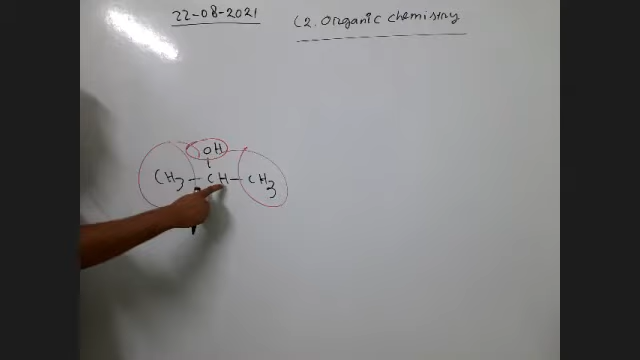 22-08-2021
C2. Organic chemistry
OH
CH3 - CH - CH3